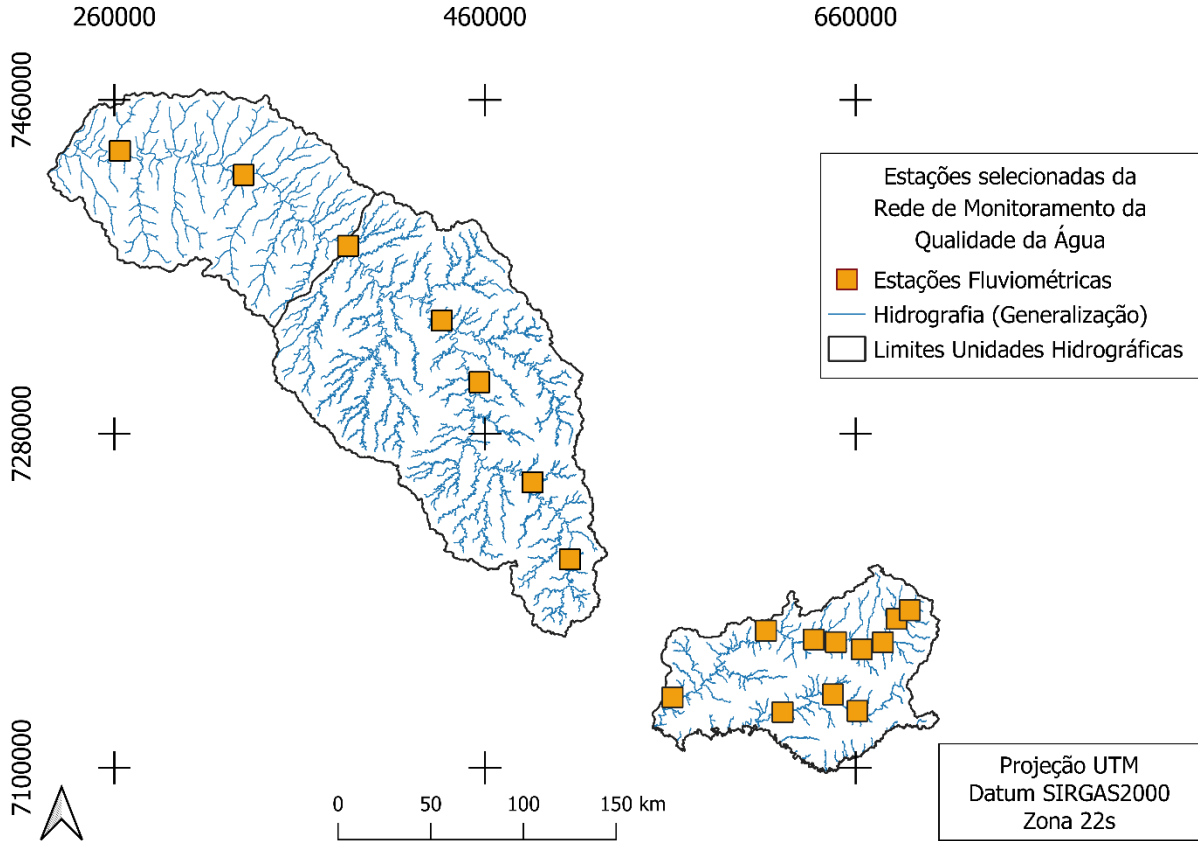 260000 460000 660000
7460000
7280000
7100000
Estações selecionadas da
Rede de Monitoramento da
Qualidade da Água
Estações Fluviométricas
Hidrografia (Generalização)
Limites Unidades Hidrográficas
0 50 100 150 km
Projeção UTM
Datum SIRGAS2000
Zona 22s